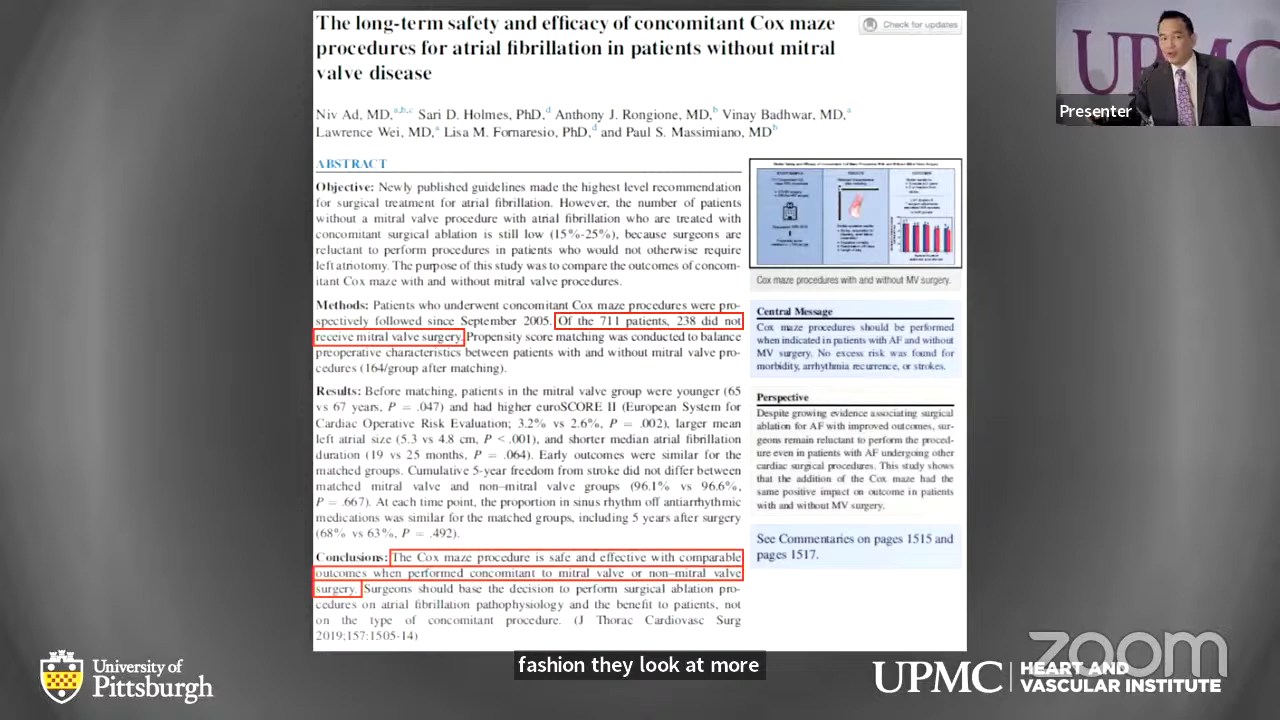 The long-term safety and efficacy of concomitant Cox maze
procedures for atrial fibrillation in patients without mitral
valve disease
Check for updates
Niv Ad, MD,a,b,c Sari D. Holmes, PhD,d Anthony J. Rongione, MD,b Vinay Badhwar, MD,a
Lawrence Wei, MD,a Lisa M. Fornaresio, PhD,d and Paul S. Massimiano, MDb
ABSTRACT
Objective: Newly published guidelines made the highest level recommendation
for surgical treatment for atrial fibrillation. However, the number of patients
without a mitral valve procedure with atrial fibrillation who are treated with
concomitant surgical ablation is still low (15%-25%), because surgeons are
reluctant to perform procedures in patients who would not otherwise require
left atriotomy. The purpose of this study was to compare the outcomes of concom-
itant Cox maze with and without mitral valve procedures.
Methods: Patients who underwent concomitant Cox maze procedures were pro-
spectively followed since September 2005. Of the 711 patients, 238 did not
receive mitral valve surgery. Propensity score matching was conducted to balance
preoperative characteristics between patients with and without mitral valve pro-
cedures (164/group after matching).
Results: Before matching, patients in the mitral valve group were younger (65
vs 67 years, P = .047) and had higher euroSCORE II (European System for
Cardiac Operative Risk Evaluation; 3.2% vs 2.6%, P = .002), larger mean
left atrial size (5.3 vs 4.8 cm, P < .001), and shorter median atrial fibrillation
duration (19 vs 25 months, P = .064). Early outcomes were similar for the
matched groups. Cumulative 5-year freedom from stroke did not differ between
matched mitral valve and non–mitral valve groups (96.1% vs 96.6%,
P = .667). At each time point, the proportion in sinus rhythm off antiarrhythmic
medications was similar for the matched groups, including 5 years after surgery
(68% vs 63%, P = .492).
Conclusions: The Cox maze procedure is safe and effective with comparable
outcomes when performed concomitant to mitral valve or non–mitral valve
surgery. Surgeons should base the decision to perform surgical ablation pro-
cedures on atrial fibrillation pathophysiology and the benefit to patients, not
on the type of concomitant procedure. (J Thorac Cardiovasc Surg
2019;157:1505-14)
Cox maze procedures with and without MV surgery.
Central Message
Cox maze procedures should be performed
when indicated in patients with AF and without
MV surgery. No excess risk was found for
morbidity, arrhythmia recurrence, or strokes.
Perspective
Despite growing evidence associating surgical
ablation for AF with improved outcomes, sur-
geons remain reluctant to perform the proced-
ure even in patients with AF undergoing other
cardiac surgical procedures. This study shows
that the addition of the Cox maze had the
same positive impact on outcome in patients
with and without MV surgery.
See Commentaries on pages 1515 and
pages 1517.
UPMC
Presenter
fashion they look at more
University of
Pittsburgh
UPMC HEART AND
VASCULAR INSTITUTE
zoom